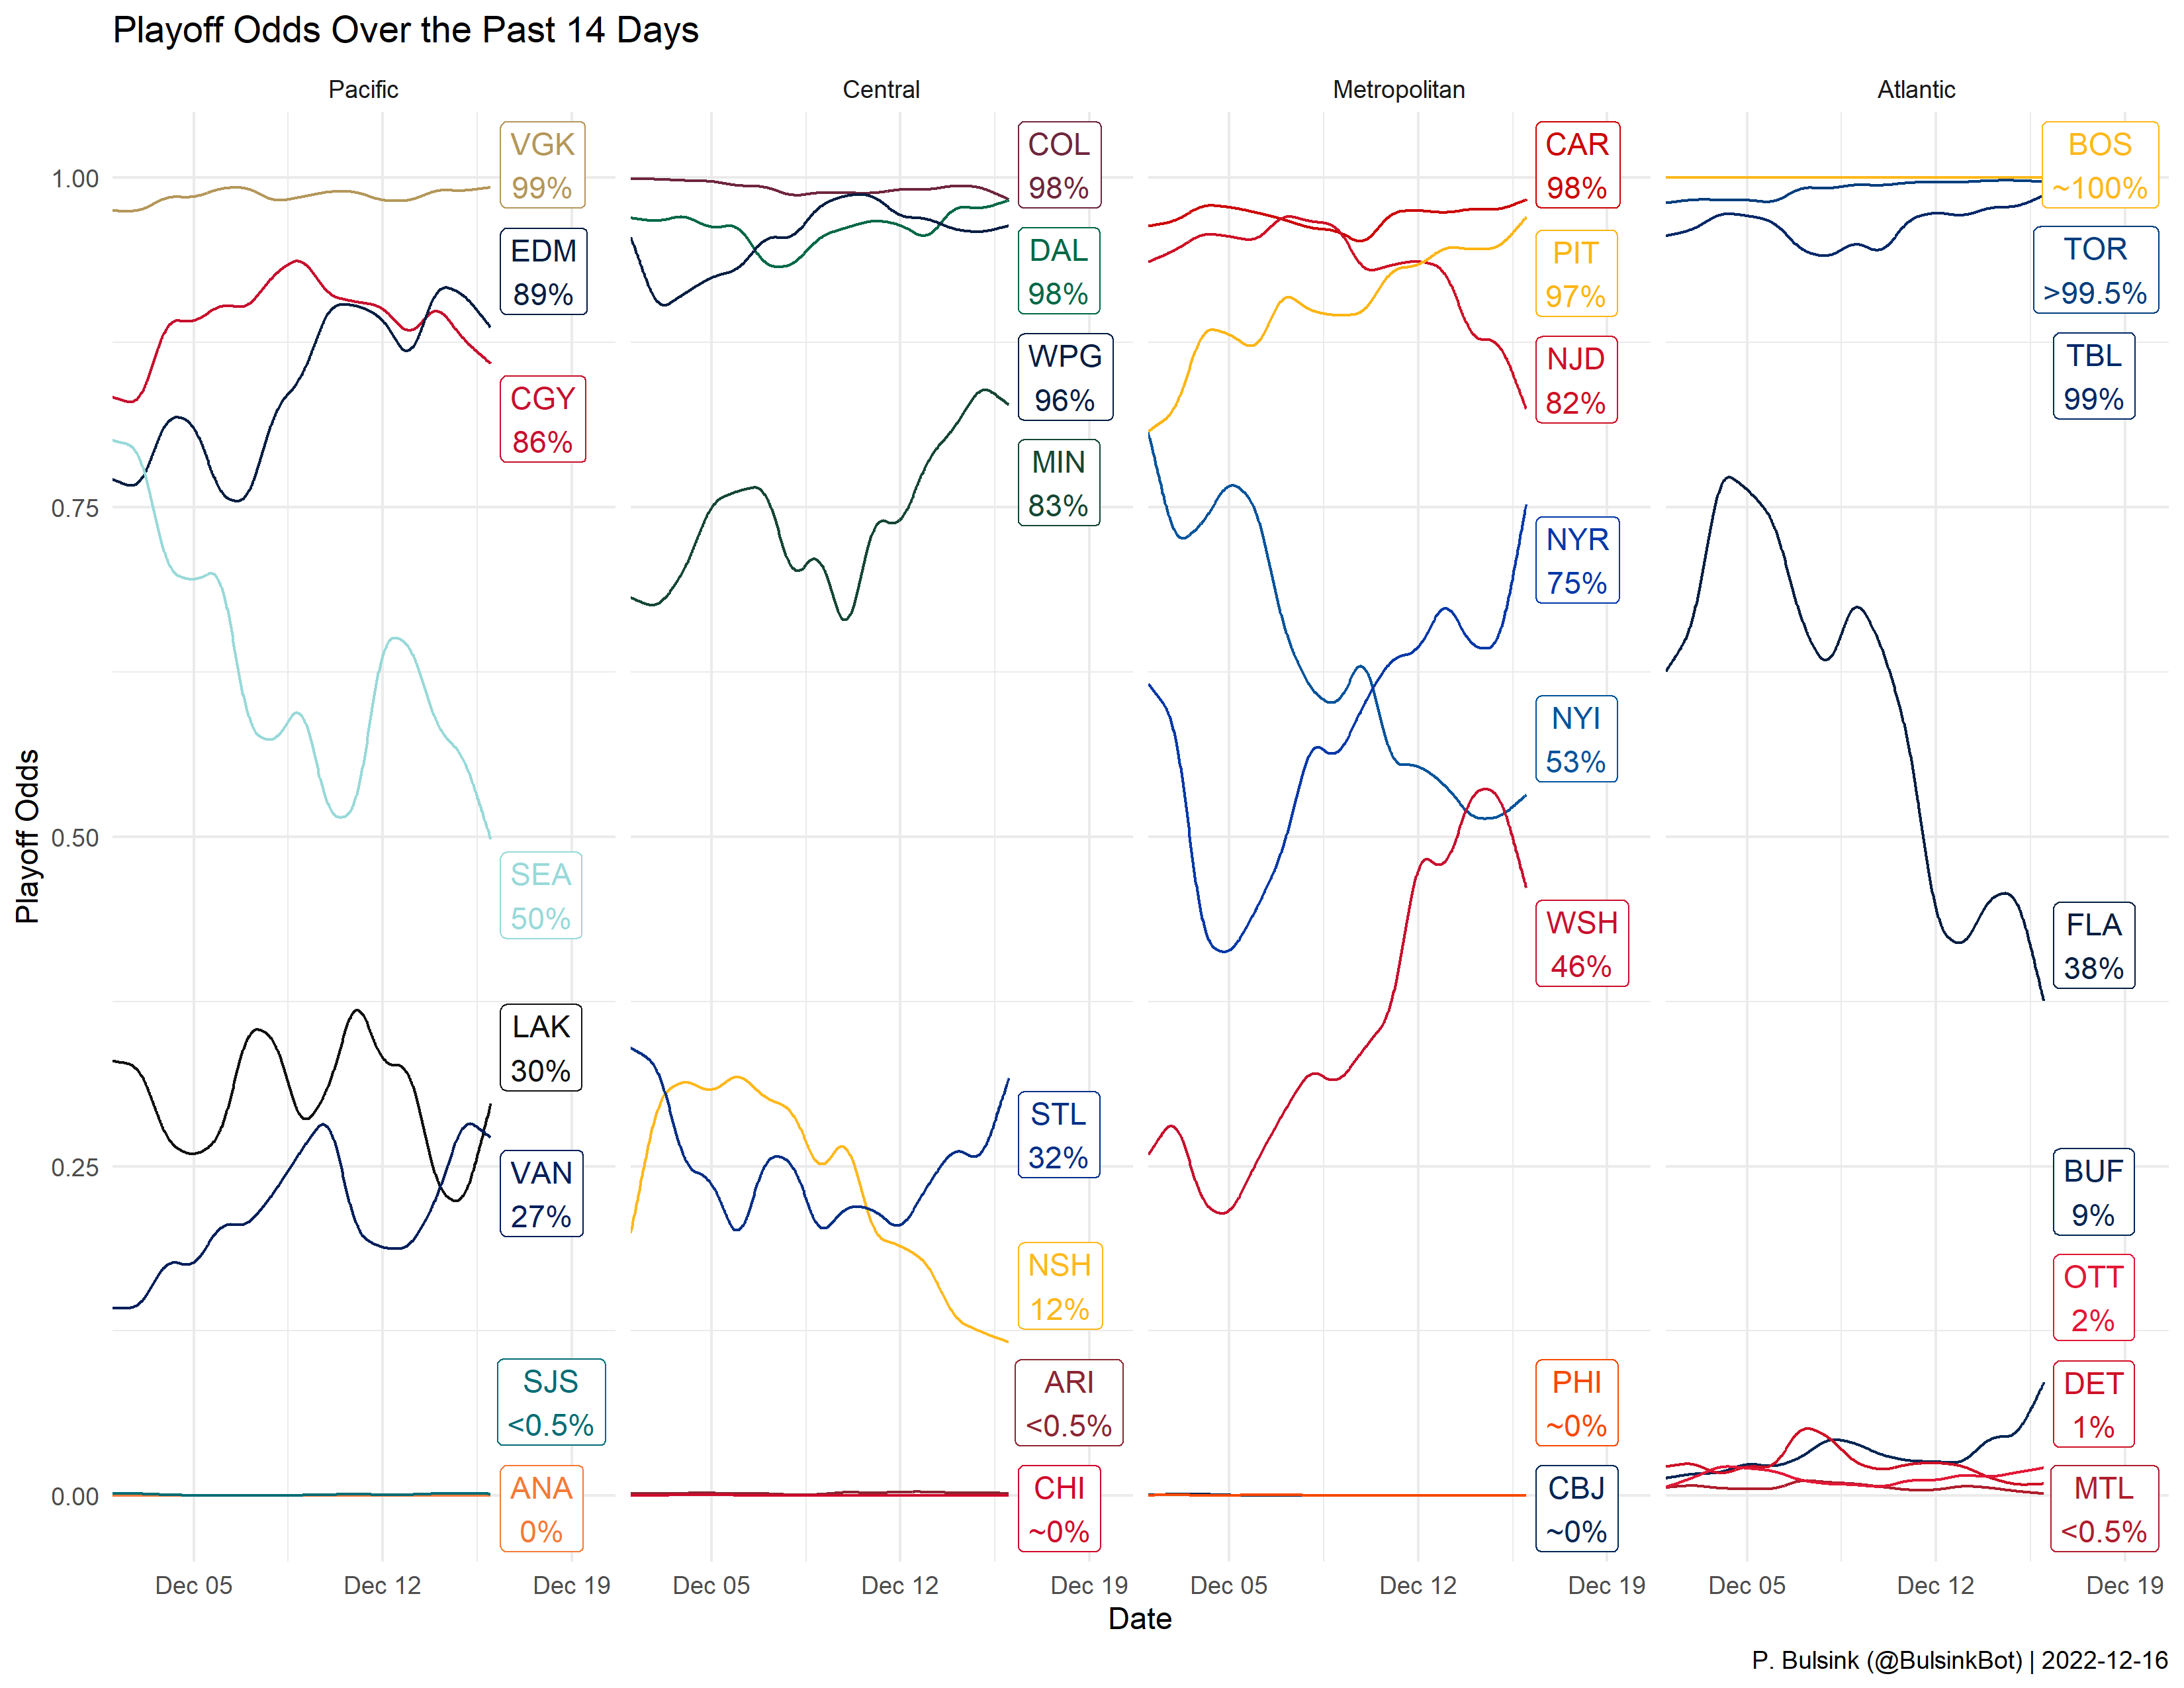 Playoff Odds Over the Past 14 Days
Pacific
Central
Metropolitan
Atlantic
Playoff Odds
1.00
0.75
0.50
0.25
0.00
VGK
99%
EDM
89%
CGY
86%
SEA
50%
LAK
30%
VAN
27%
SJS
<0.5%
ANA
0%
COL
98%
DAL
98%
WPG
96%
MIN
83%
STL
32%
NSH
12%
ARI
<0.5%
CHI
~0%
CAR
98%
PIT
97%
NJD
82%
NYR
75%
NYI
53%
WSH
46%
PHI
~0%
CBJ
~0%
BOS
~100%
TOR
>99.5%
TBL
99%
FLA
38%
BUF
9%
OTT
2%
DET
1%
MTL
<0.5%
Dec 05 Dec 12 Dec 19
Dec 05 Dec 12 Dec 19
Dec 05 Dec 12 Dec 19
Dec 05 Dec 12 Dec 19
Date
P. Bulsink (@BulsinkBot) | 2022-12-16